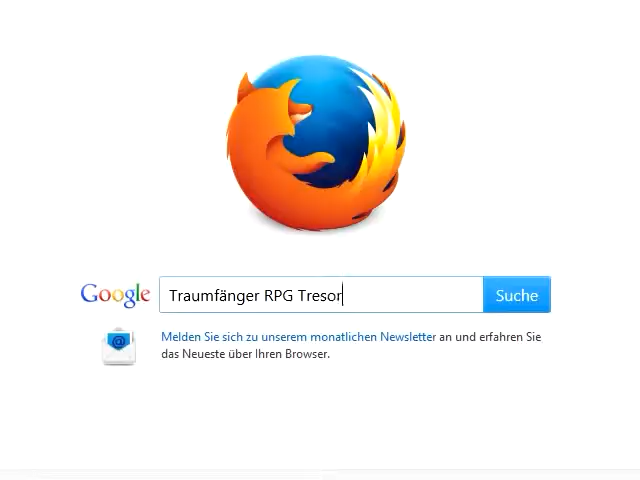 Google
Traumfänger RPG Tresor
Suche
Melden Sie sich zu unserem monatlichen Newsletter an und erfahren Sie
das Neueste über Ihren Browser.